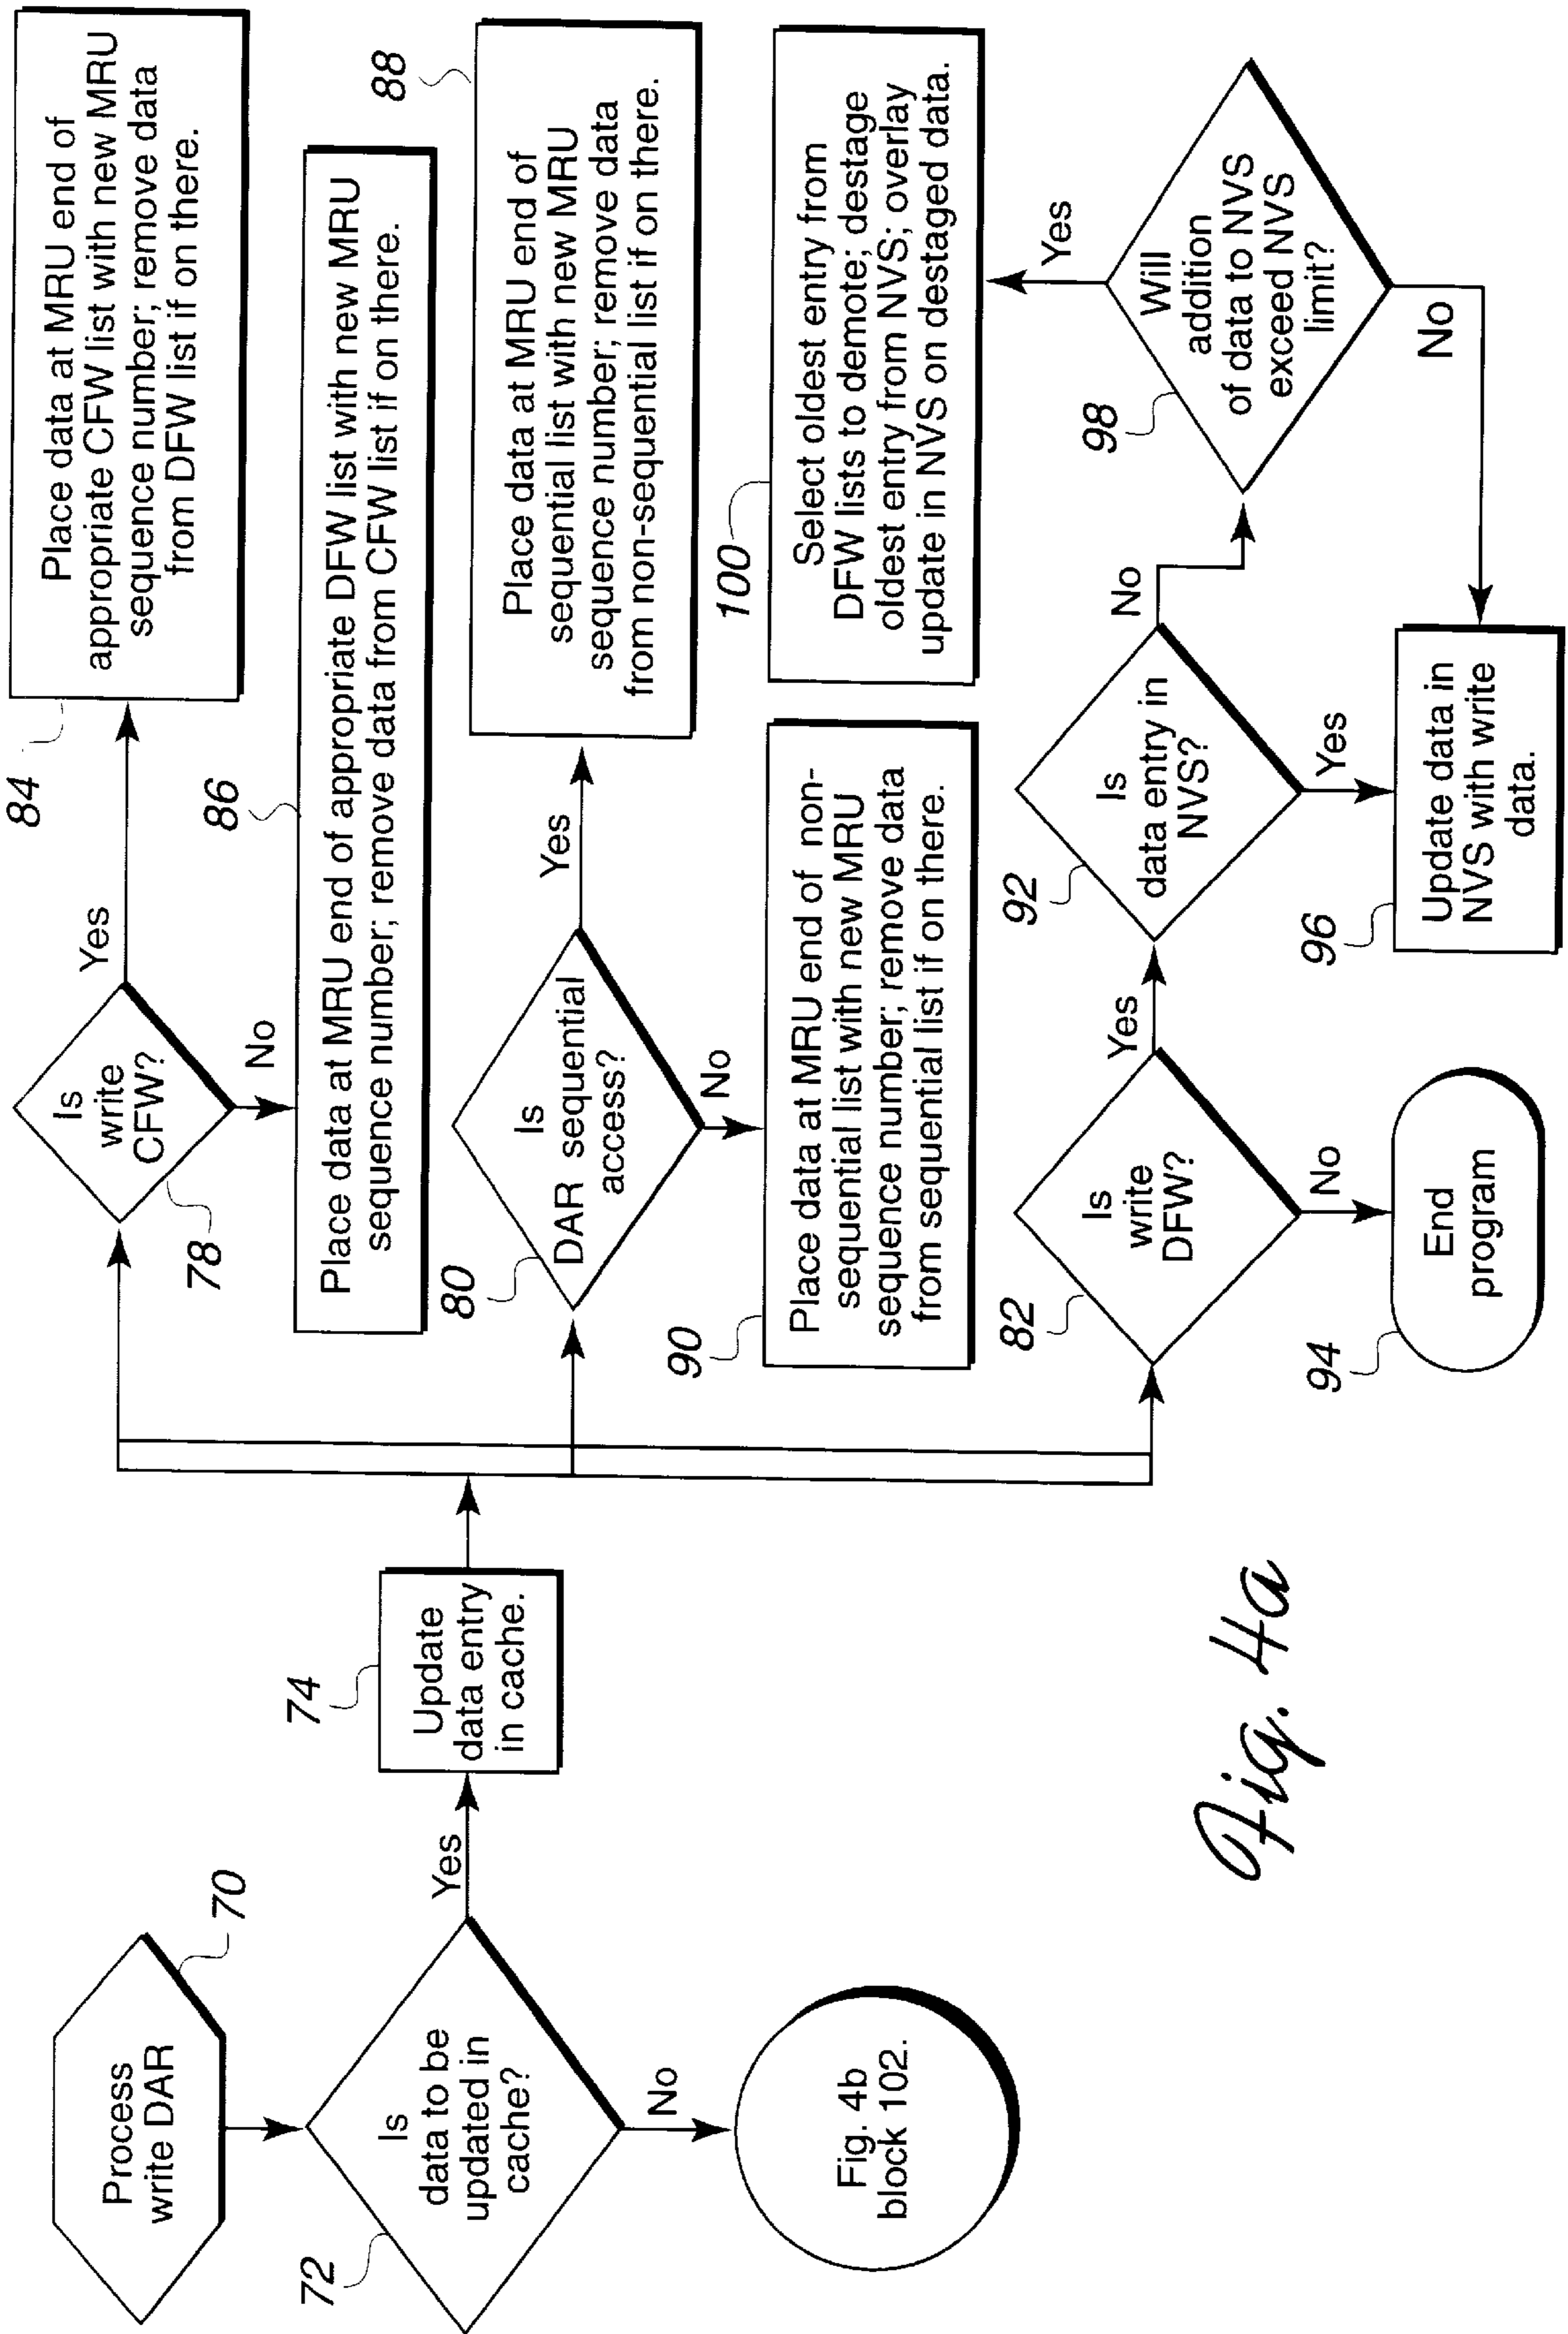 Process
write DAR
70
Is
data to be
updated in
cache?
72
Yes
No
Fig. 4b
block 102.
74
Update
data entry
in cache.
Is
write
CFW?
78
Yes
No
84
Place data at MRU end of
appropriate CFW list with new MRU
sequence number; remove data
from DFW list if on there.
86
Place data at MRU end of appropriate DFW list with new MRU
sequence number; remove data from CFW list if on there.
Is
DAR sequential
access?
80
Yes
No
88
Place data at MRU end of
sequential list with new MRU
sequence number; remove data
from non-sequential list if on there.
90
Place data at MRU end of non-
sequential list with new MRU
sequence number; remove data
from sequential list if on there.
Is
write
DFW?
82
Yes
No
94
End
program
Is
data entry in
NVS?
92
No
Yes
96
Update data in
NVS with write
data.
Will
addition
of data to NVS
exceed NVS
limit?
98
Yes
No
100
Select oldest entry from
DFW lists to demote; destage
oldest entry from NVS; overlay
update in NVS on destaged data.
Fig. 4a